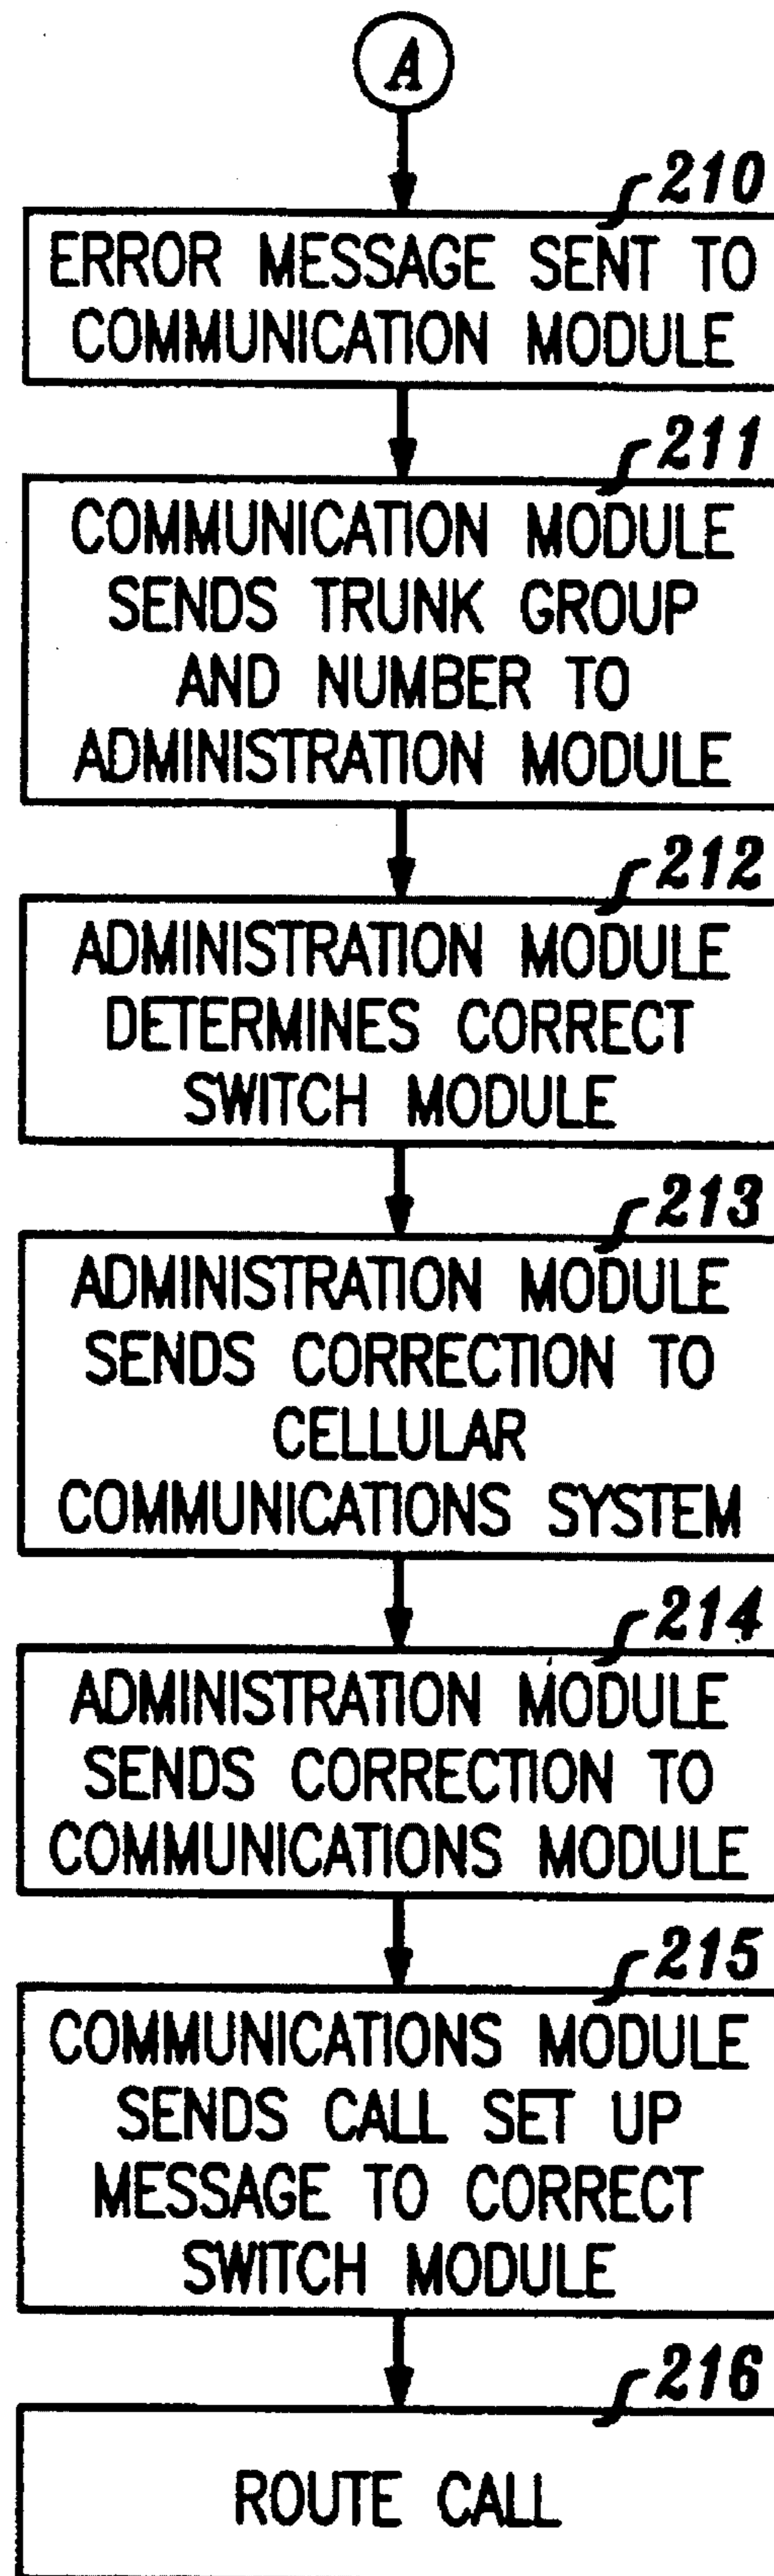 A
210
ERROR MESSAGE SENT TO
COMMUNICATION MODULE
211
COMMUNICATION MODULE
SENDS TRUNK GROUP
AND NUMBER TO
ADMINISTRATION MODULE
212
ADMINISTRATION MODULE
DETERMINES CORRECT
SWITCH MODULE
213
ADMINISTRATION MODULE
SENDS CORRECTION TO
CELLULAR
COMMUNICATIONS SYSTEM
214
ADMINISTRATION MODULE
SENDS CORRECTION TO
COMMUNICATIONS MODULE
215
COMMUNICATIONS MODULE
SENDS CALL SET UP
MESSAGE TO CORRECT
SWITCH MODULE
216
ROUTE CALL